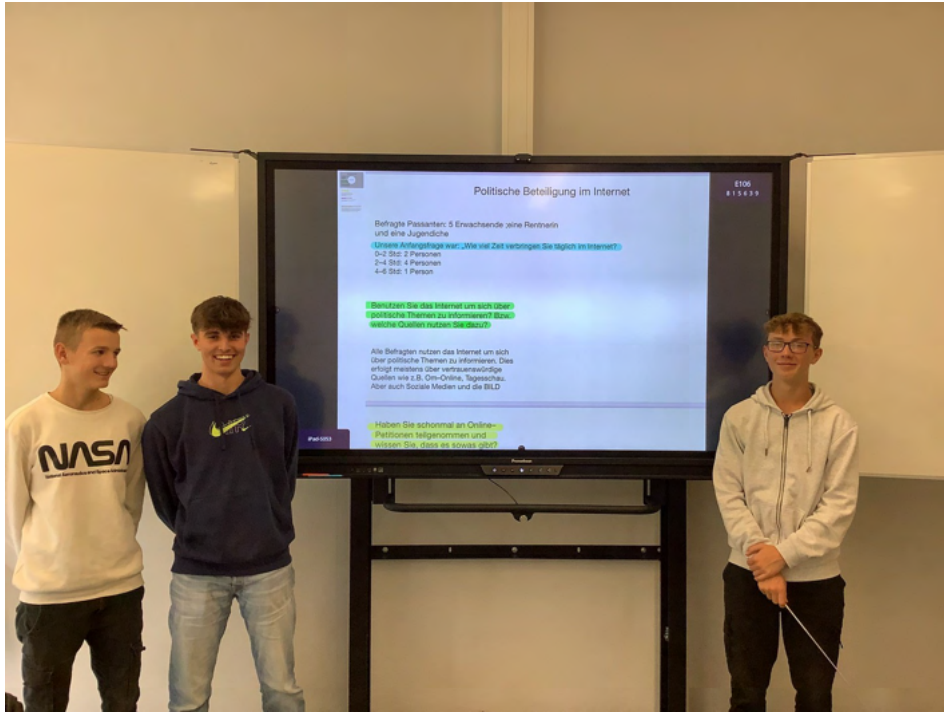 Politische Beteiligung im Internet
E106
815639
Befragte Passanten: 5 Erwachsende ;eine Rentnerin
und eine Jugendliche
Unsere Anfangsfrage war: „Wie viel Zeit verbringen Sie täglich im Internet?
0–2 Std: 2 Personen
2–4 Std: 4 Personen
4–6 Std: 1 Person
Benutzen Sie das Internet um sich über
politische Themen zu informieren? Bzw.
welche Quellen nutzen Sie dazu?
Alle Befragten nutzen das Internet um sich
über politische Themen zu informieren. Dies
erfolgt meistens über vertrauenswürdige
Quellen wie z.B. Om-Online, Tagesschau.
Aber auch Soziale Medien und die BILD
Haben Sie schonmal an Online-
Petitionen teilgenommen und
wissen Sie, dass es sowas gibt?
iPad-5053
Promethean
NASA